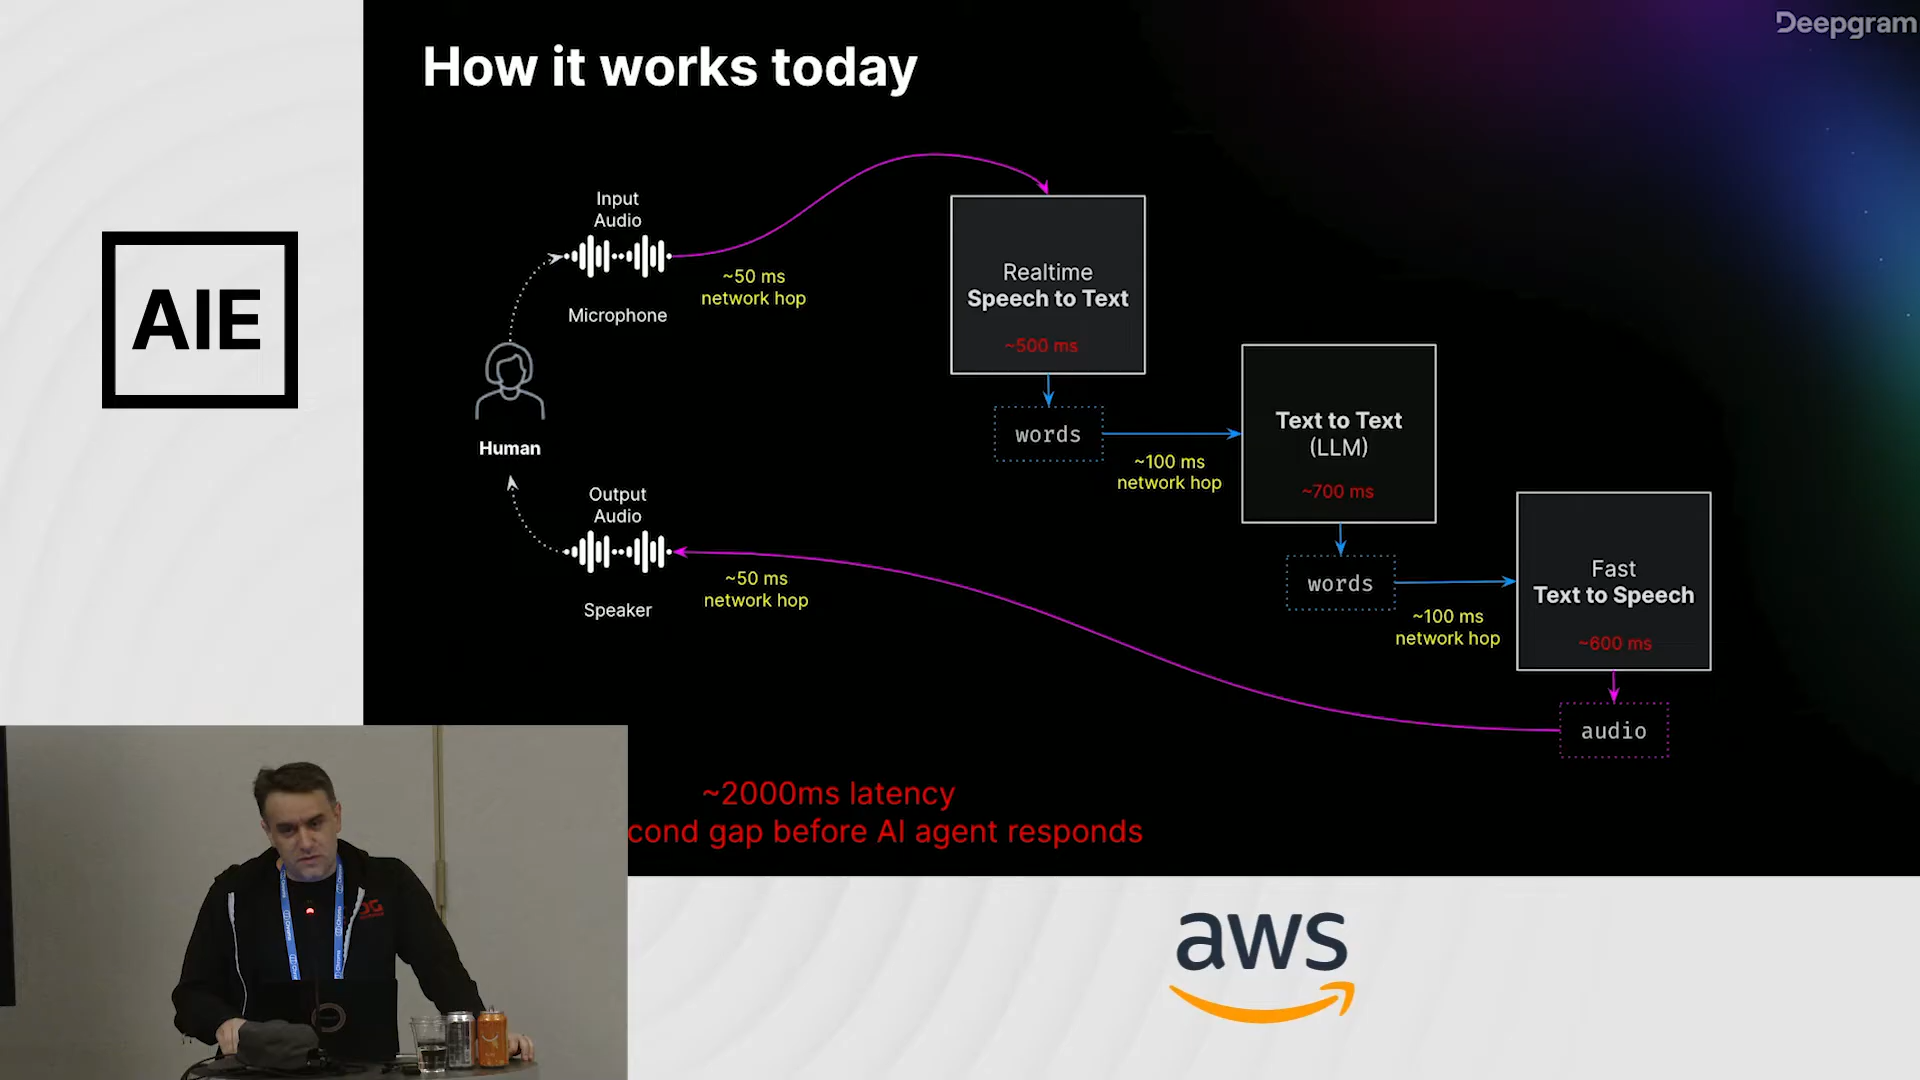 Deepgram
How it works today
AIE
Input
Audio
~50 ms
network hop
Microphone
Realtime
Speech to Text
~500 ms
words
~100 ms
network hop
Text to Text
(LLM)
~700 ms
Human
Output
Audio
~50 ms
network hop
Speaker
words
~100 ms
network hop
Fast
Text to Speech
~600 ms
audio
~2000ms latency
cond gap before AI agent responds
aws